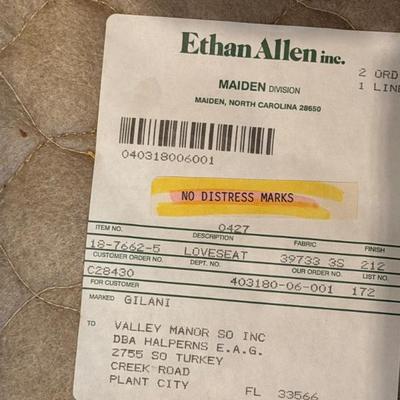 Ethan Allen inc.
2 ORD
MAIDEN DIVISION
1 LINE
MAIDEN, NORTH CAROLINA 28650
040318006001
NO DISTRESS MARKS
0427
ITEM NO. DESCRIPTION FABRIC FINISH
18-7662-5 LOVESEAT 39733 3S 212
CUSTOMER ORDER NO. DEPT. NO. OUR ORDER NO. LIST NO.
C28430 403180-06-001 172
FOR CUSTOMER
MARKED GILANI
TO VALLEY MANOR SO INC
DBA HALPERNS E.A.G.
2755 SO TURKEY
CREEK ROAD
PLANT CITY FL 33566